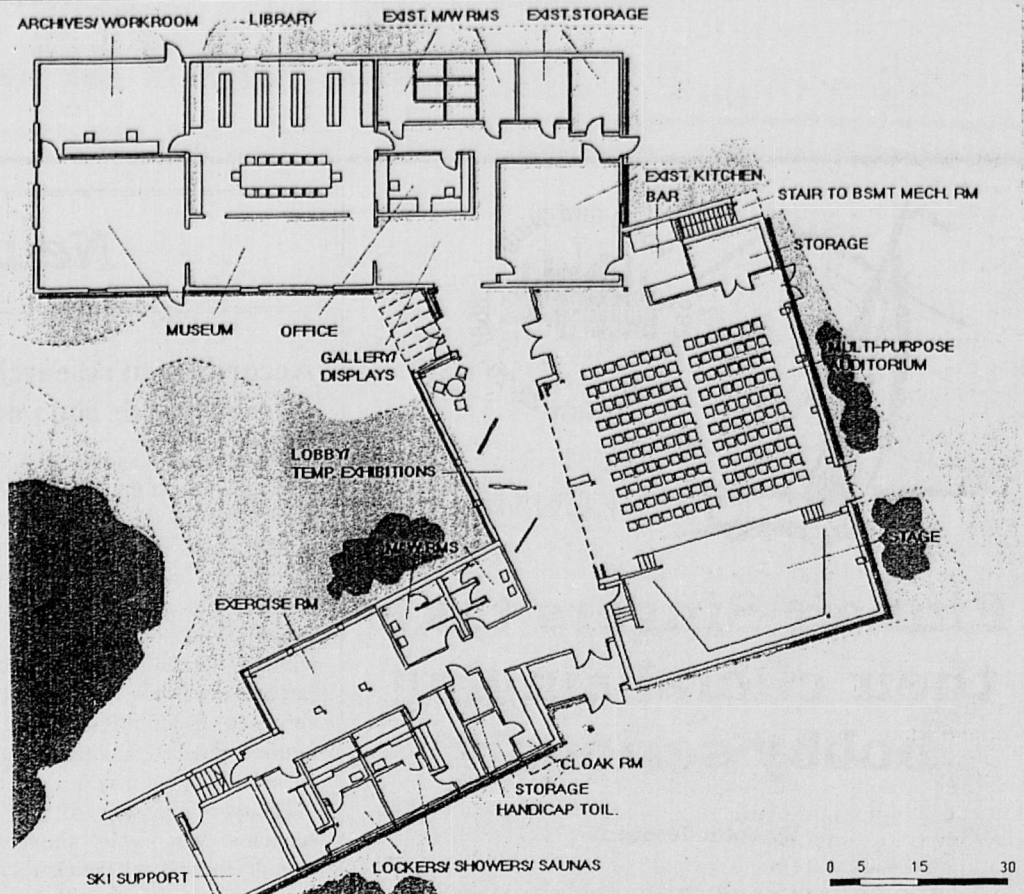 ARCHIVES/ WORKROOM
LIBRARY
EXIST. M/W RMS
EXIST.STORAGE
EXIST. KITCHEN
BAR
STAIR TO BSMT MECH. RM
STORAGE
MUSEUM
OFFICE
GALLERY/
DISPLAYS
MULTI-PURPOSE
AUDITORIUM
LOBBY/
TEMP. EXHIBITIONS
STAGE
M/W RMS
EXERCISE RM
CLOAK RM
STORAGE
HANDICAP TOIL.
LOCKERS/ SHOWERS/ SAUNAS
SKI SUPPORT
0 5 15 30